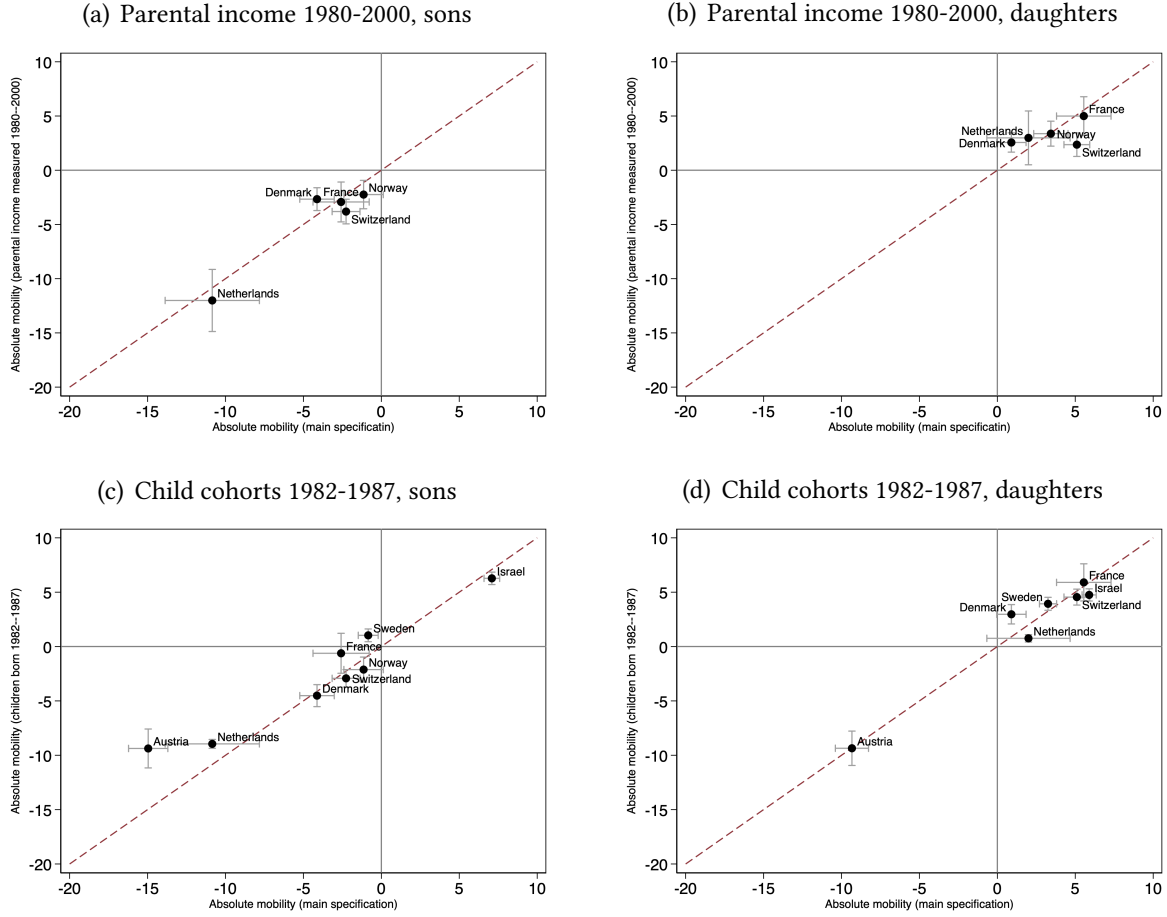 (a) Parental income 1980-2000, sons
10
5
0
-5
-10
-15
-20
Absolute mobility (parental income measured 1980--2000)
Denmark
France
Norway
Switzerland
Netherlands
-20 -15 -10 -5 0 5 10
Absolute mobility (main specificatin)
(b) Parental income 1980-2000, daughters
10
5
0
-5
-10
-15
-20
Absolute mobility (parental income measured 1980--2000)
France
Netherlands
Norway
Denmark
Switzerland
-20 -15 -10 -5 0 5 10
Absolute mobility (main specificatin)
(c) Child cohorts 1982-1987, sons
10
5
0
-5
-10
-15
-20
Absolute mobility (children born 1982--1987)
Israel
Sweden
France
Norway
Switzerland
Denmark
Netherlands
Austria
-20 -15 -10 -5 0 5 10
Absolute mobility (main specification)
(d) Child cohorts 1982-1987, daughters
10
5
0
-5
-10
-15
-20
Absolute mobility (children born 1982--1987)
France
Israel
Sweden
Switzerland
Denmark
Netherlands
Austria
-20 -15 -10 -5 0 5 10
Absolute mobility (main specification)